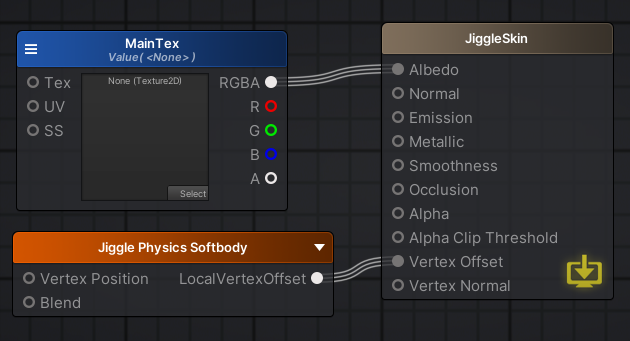 MainTex
Value( <None> )
Tex
None (Texture2D)
RGBA
UV
R
SS
G
B
A
Select
JiggleSkin
Albedo
Normal
Emission
Metallic
Smoothness
Occlusion
Alpha
Alpha Clip Threshold
Vertex Offset
Vertex Normal
Jiggle Physics Softbody
Vertex Position
LocalVertexOffset
Blend